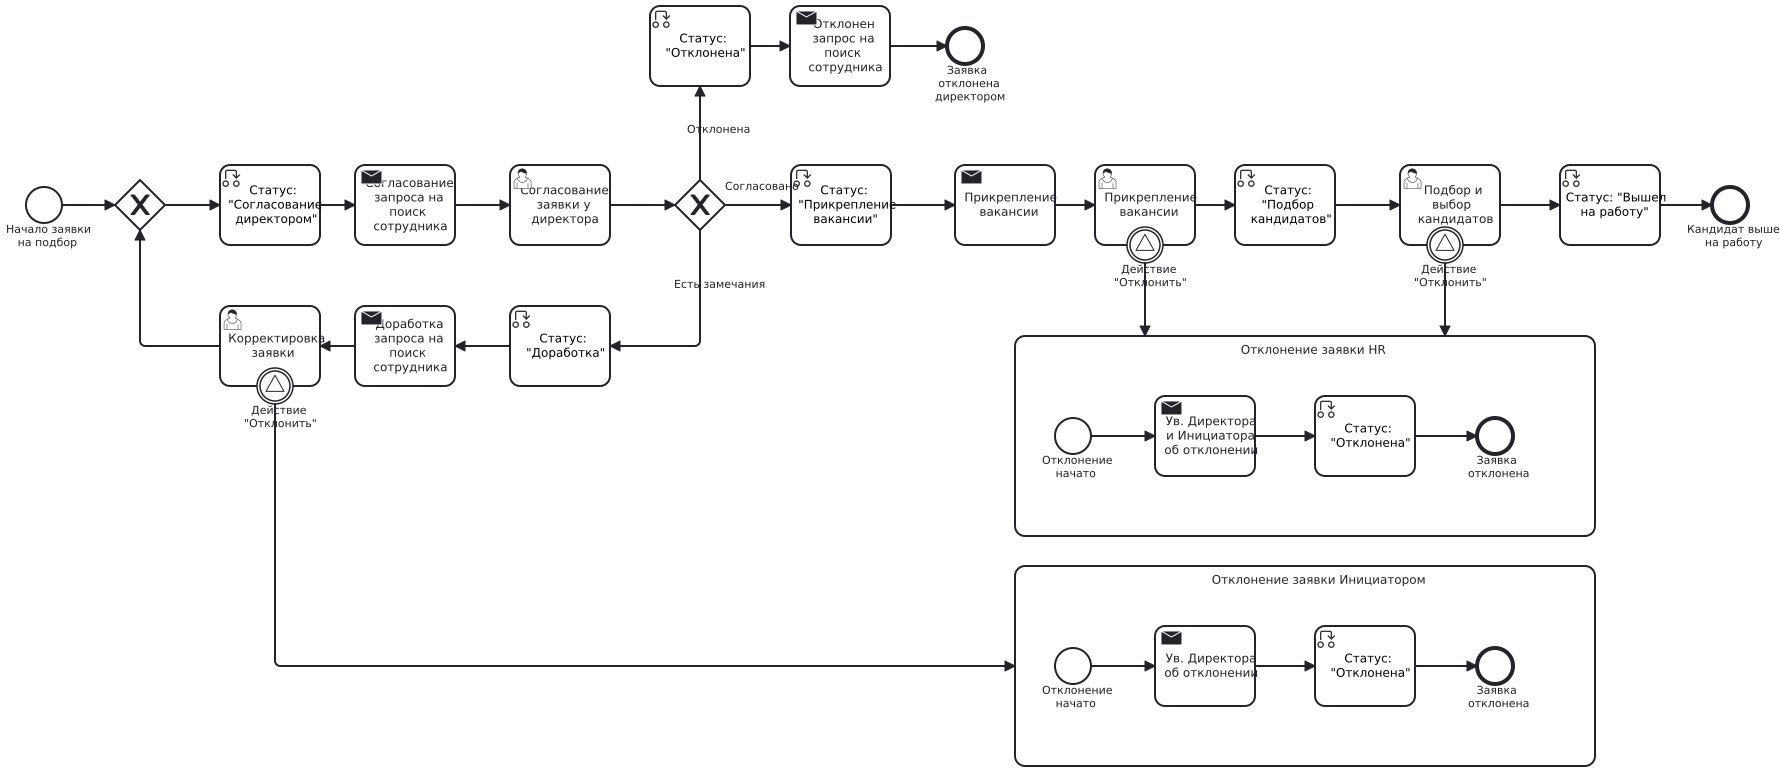 Статус:
"Отклонена"
Отклонен
запрос на
поиск
сотрудника
Заявка
отклонена
директором
Отклонена
Начало заявки
на подбор
Статус:
"Согласование
директором"
Согласование
запроса на
поиск
сотрудника
Согласование
заявки у
директора
Согласовано
Статус:
"Прикрепление
вакансии"
Прикрепление
вакансии
Прикрепление
вакансии
Действие
"Отклонить"
Статус:
"Подбор
кандидатов"
Подбор и
выбор
кандидатов
Действие
"Отклонить"
Статус: "Вышел
на работу"
Кандидат выше
на работу
Есть замечания
Корректировка
заявки
Действие
"Отклонить"
Доработка
запроса на
поиск
сотрудника
Статус:
"Доработка"
Отклонение заявки HR
Отклонение
начато
Ув. Директора
и Инициатора
об отклонении
Статус:
"Отклонена"
Заявка
отклонена
Отклонение заявки Инициатором
Отклонение
начато
Ув. Директора
об отклонении
Статус:
"Отклонена"
Заявка
отклонена